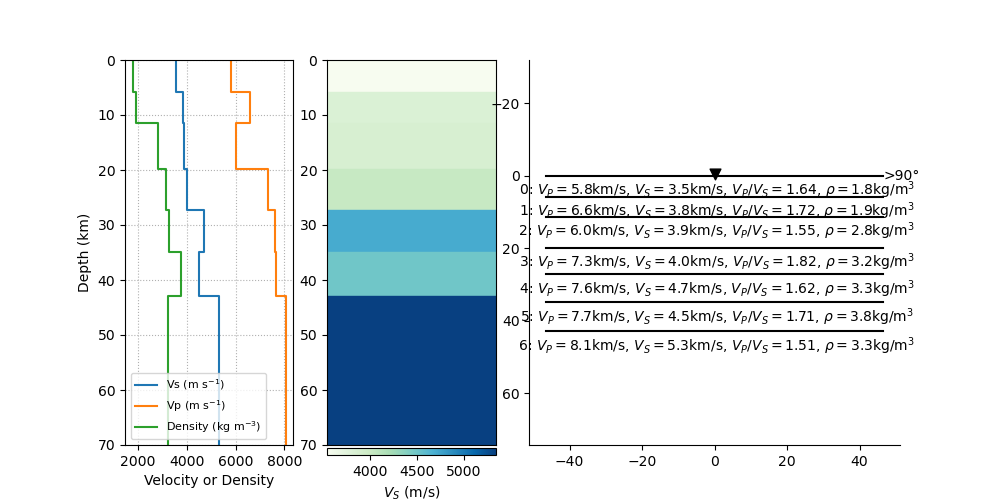 0
10
20
30
40
50
60
70
Depth (km)
2000 4000 6000 8000
Velocity or Density
Vs (m s⁻¹)
Vp (m s⁻¹)
Density (kg m⁻³)
0
10
20
30
40
50
60
70
4000 4500 5000
V_S (m/s)
−20
0
20
40
60
−40 −20 0 20 40
>90°
0: V_P = 5.8km/s, V_S = 3.5km/s, V_P/V_S = 1.64, ρ = 1.8kg/m³
1: V_P = 6.6km/s, V_S = 3.8km/s, V_P/V_S = 1.72, ρ = 1.9kg/m³
2: V_P = 6.0km/s, V_S = 3.9km/s, V_P/V_S = 1.55, ρ = 2.8kg/m³
3: V_P = 7.3km/s, V_S = 4.0km/s, V_P/V_S = 1.82, ρ = 3.2kg/m³
4: V_P = 7.6km/s, V_S = 4.7km/s, V_P/V_S = 1.62, ρ = 3.3kg/m³
5: V_P = 7.7km/s, V_S = 4.5km/s, V_P/V_S = 1.71, ρ = 3.8kg/m³
6: V_P = 8.1km/s, V_S = 5.3km/s, V_P/V_S = 1.51, ρ = 3.3kg/m³